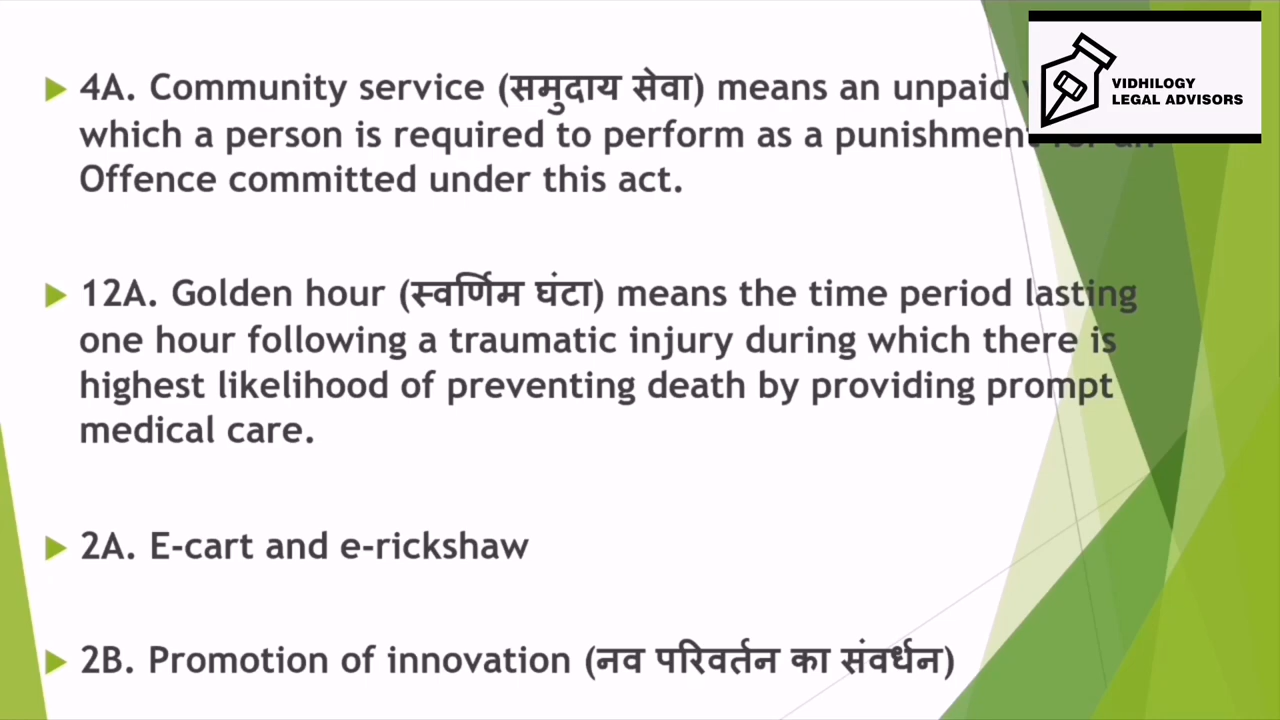 4A. Community service (समुदाय सेवा) means an unpaid
which a person is required to perform as a punishment
Offence committed under this act.
12A. Golden hour (स्वर्णिम घंटा) means the time period lasting
one hour following a traumatic injury during which there is
highest likelihood of preventing death by providing prompt
medical care.
2A. E-cart and e-rickshaw
2B. Promotion of innovation (नव परिवर्तन का संवर्धन)
VIDHILOGY
LEGAL ADVISORS